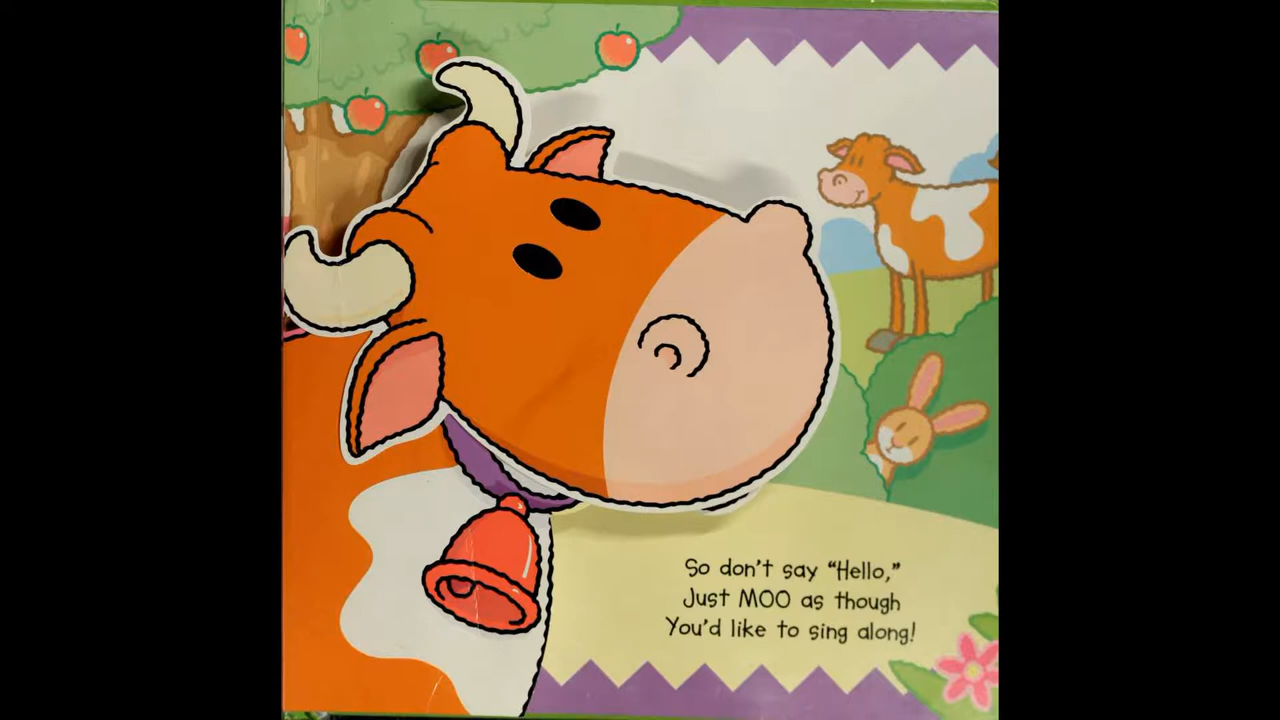 So don't say “Hello,”
Just MOO as though
You'd like to sing along!